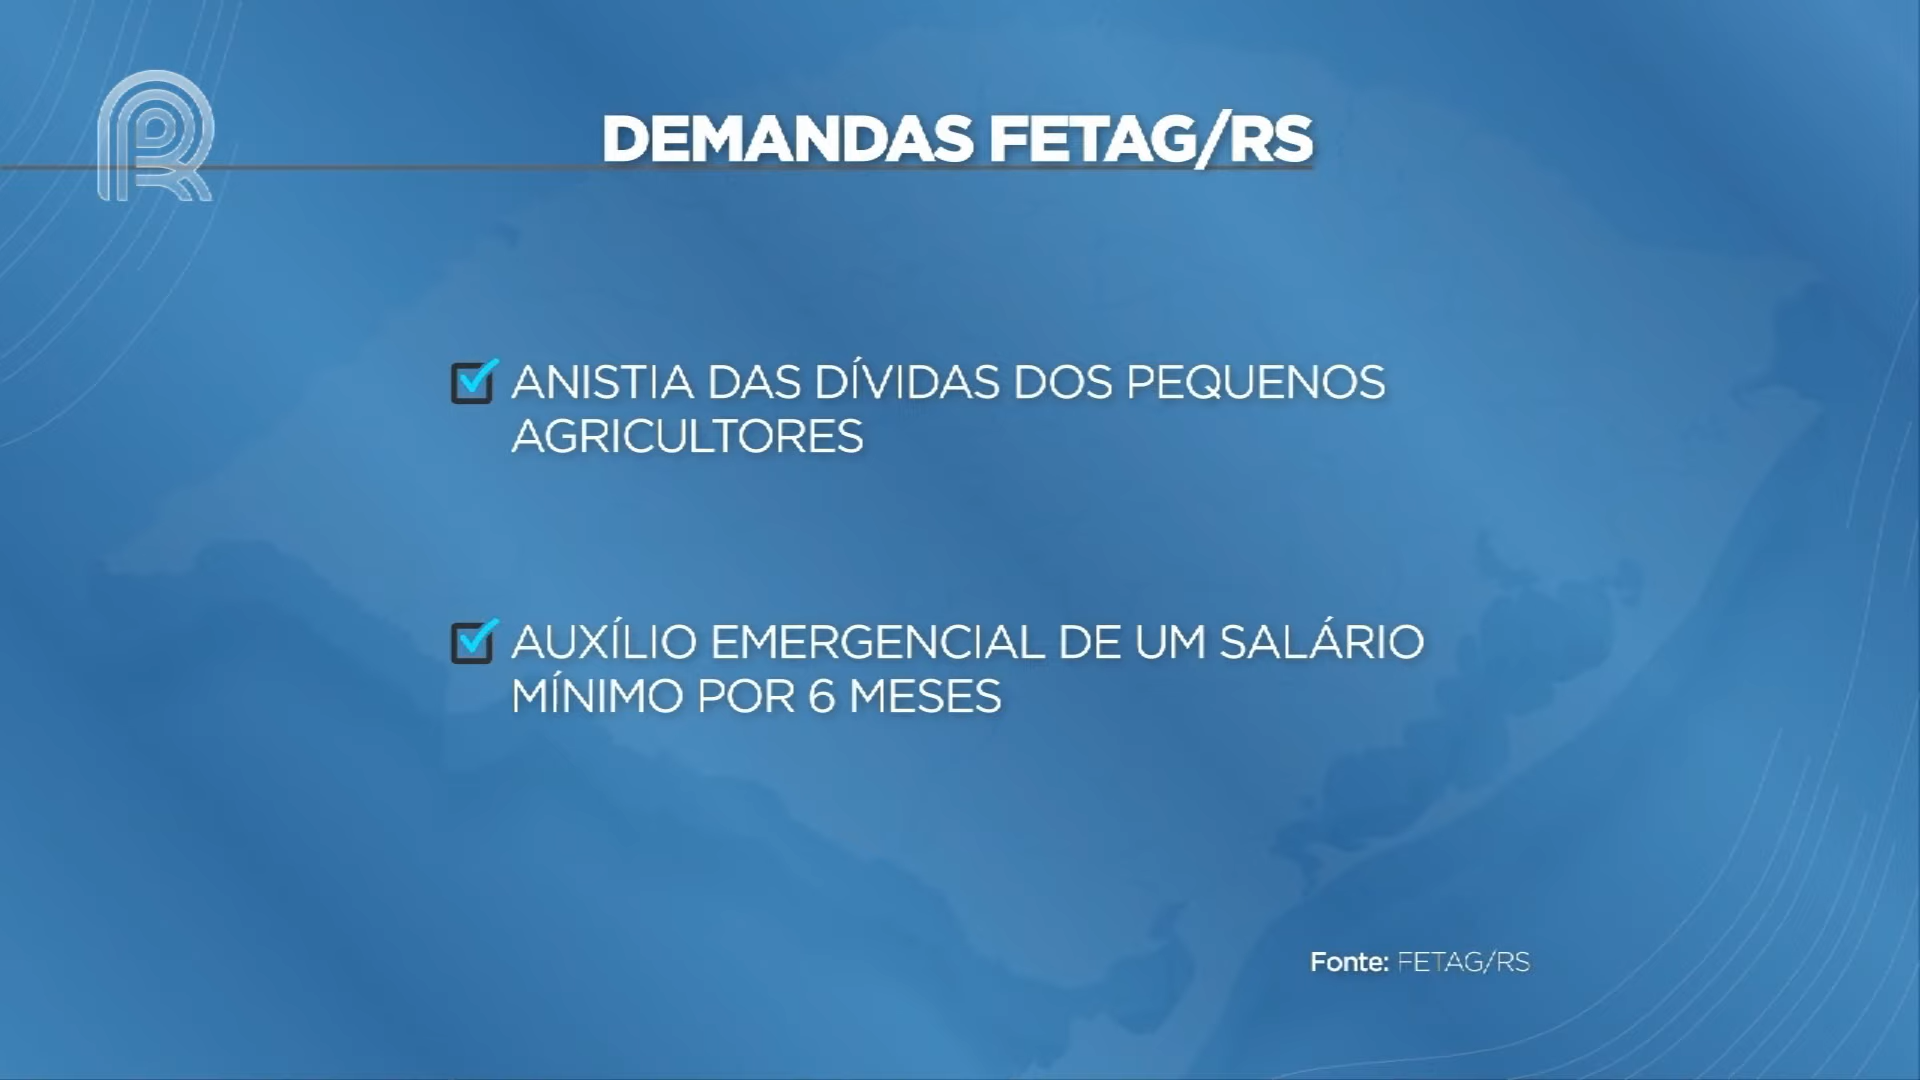 DEMANDAS FETAG/RS
ANISTIA DAS DÍVIDAS DOS PEQUENOS
AGRICULTORES
AUXÍLIO EMERGENCIAL DE UM SALÁRIO
MÍNIMO POR 6 MESES
Fonte: FETAG/RS